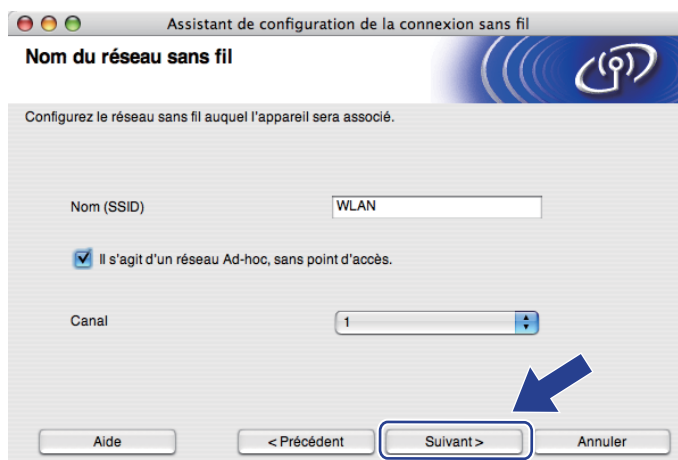 Assistant de configuration de la connexion sans fil
Nom du réseau sans fil
Configurez le réseau sans fil auquel l'appareil sera associé.
Nom (SSID) WLAN
Il s'agit d'un réseau Ad-hoc, sans point d'accès.
Canal 1
Aide < Précédent Suivant > Annuler